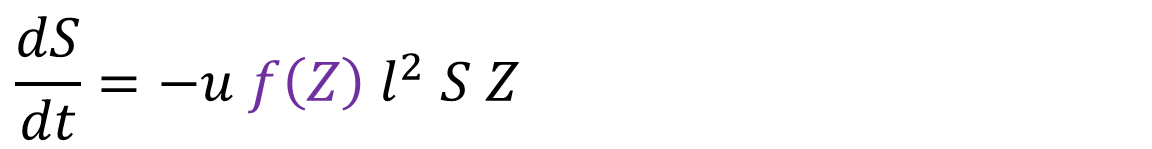 dS/dt = −u f(Z) l² S Z